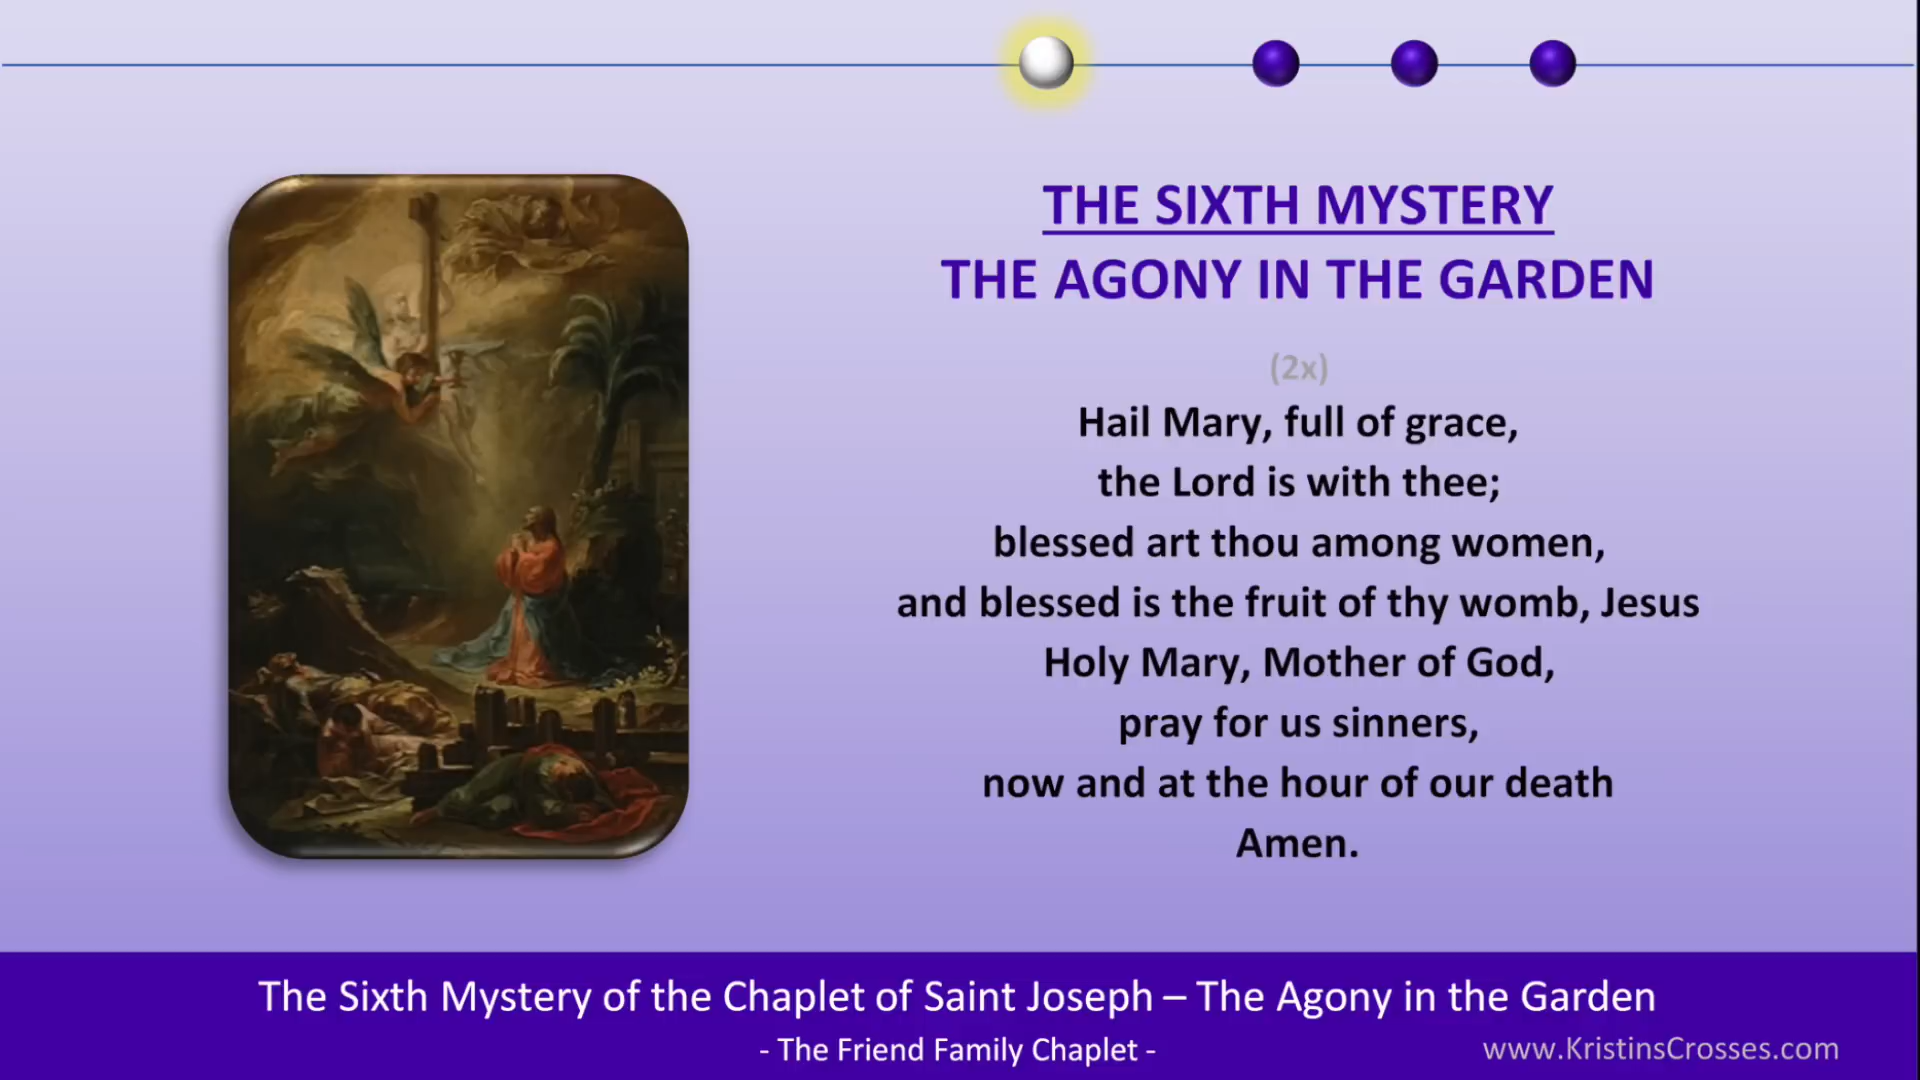 THE SIXTH MYSTERY
THE AGONY IN THE GARDEN
(2x)
Hail Mary, full of grace,
the Lord is with thee;
blessed art thou among women,
and blessed is the fruit of thy womb, Jesus
Holy Mary, Mother of God,
pray for us sinners,
now and at the hour of our death
Amen.
The Sixth Mystery of the Chaplet of Saint Joseph – The Agony in the Garden
- The Friend Family Chaplet -
www.KristinsCrosses.com